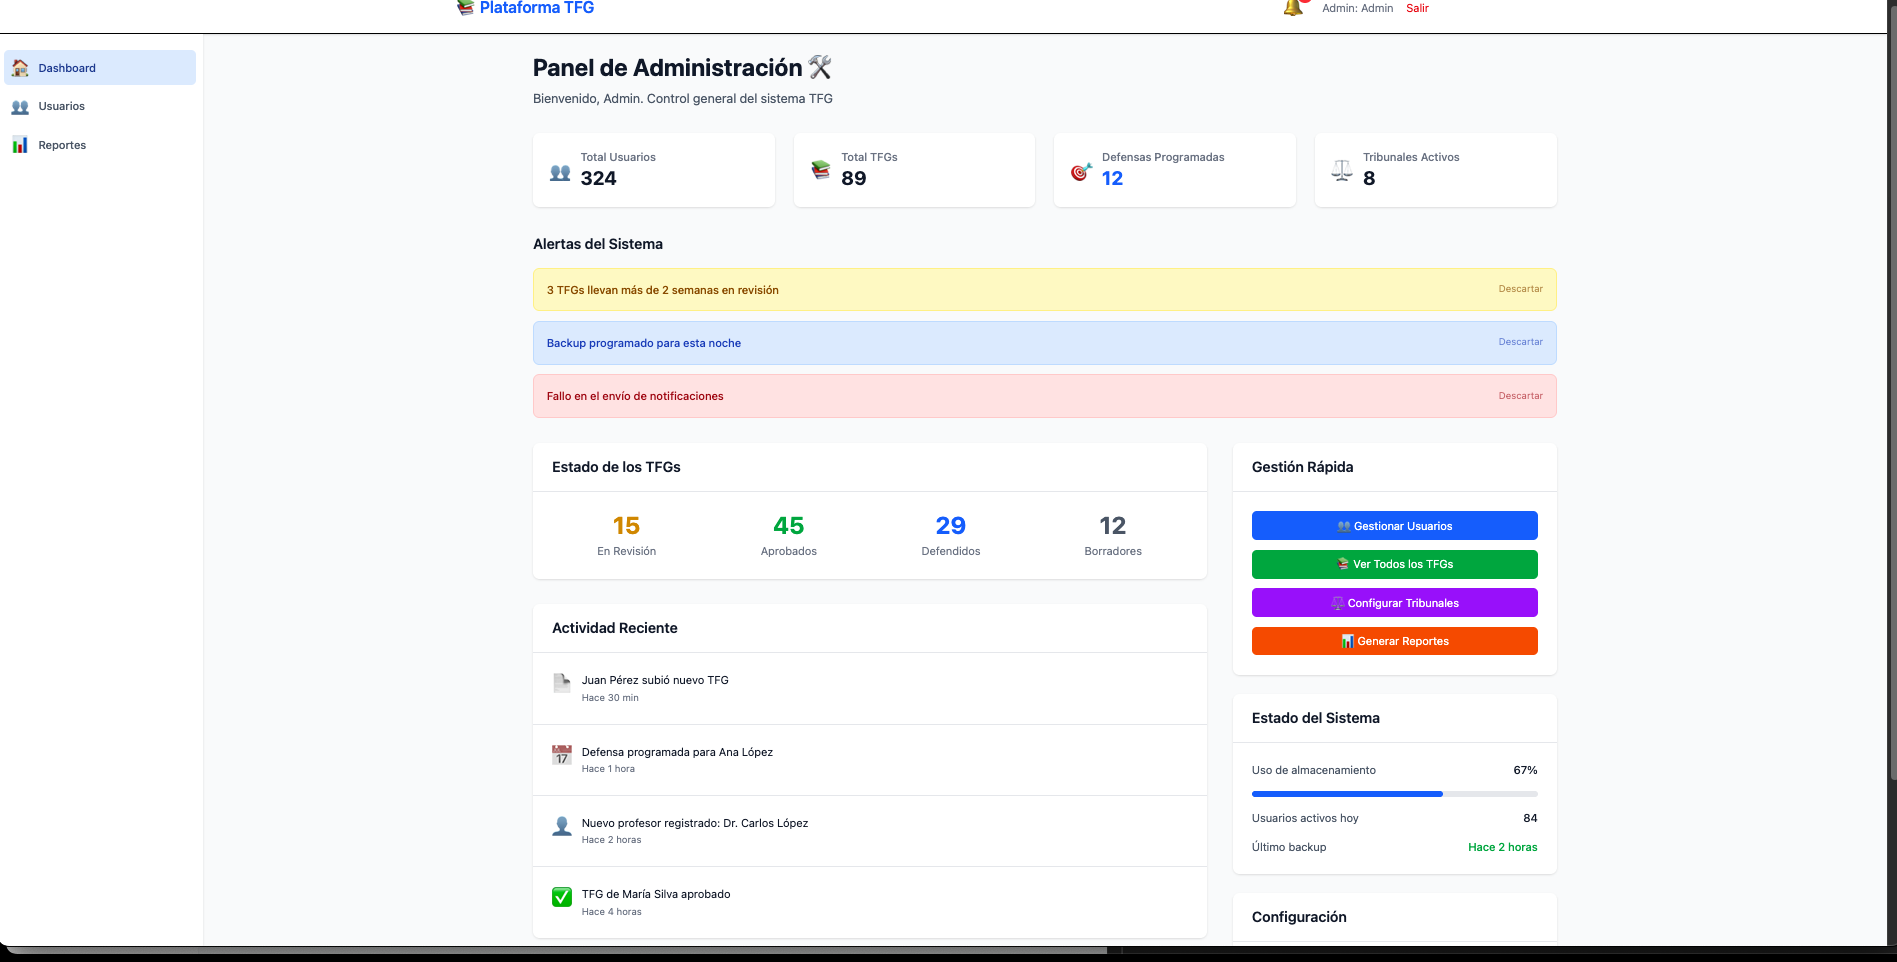 Plataforma TFG
Admin: Admin Salir
Dashboard
Usuarios
Reportes
Panel de Administración
Bienvenido, Admin. Control general del sistema TFG
Total Usuarios
324
Total TFGs
89
Defensas Programadas
12
Tribunales Activos
8
Alertas del Sistema
3 TFGs llevan más de 2 semanas en revisión Descartar
Backup programado para esta noche Descartar
Fallo en el envío de notificaciones Descartar
Estado de los TFGs
15
En Revisión
45
Aprobados
29
Defendidos
12
Borradores
Actividad Reciente
Juan Pérez subió nuevo TFG
Hace 30 min
17
Defensa programada para Ana López
Hace 1 hora
Nuevo profesor registrado: Dr. Carlos López
Hace 2 horas
TFG de María Silva aprobado
Hace 4 horas
Gestión Rápida
Gestionar Usuarios
Ver Todos los TFGs
Configurar Tribunales
Generar Reportes
Estado del Sistema
Uso de almacenamiento 67%
Usuarios activos hoy 84
Último backup Hace 2 horas
Configuración